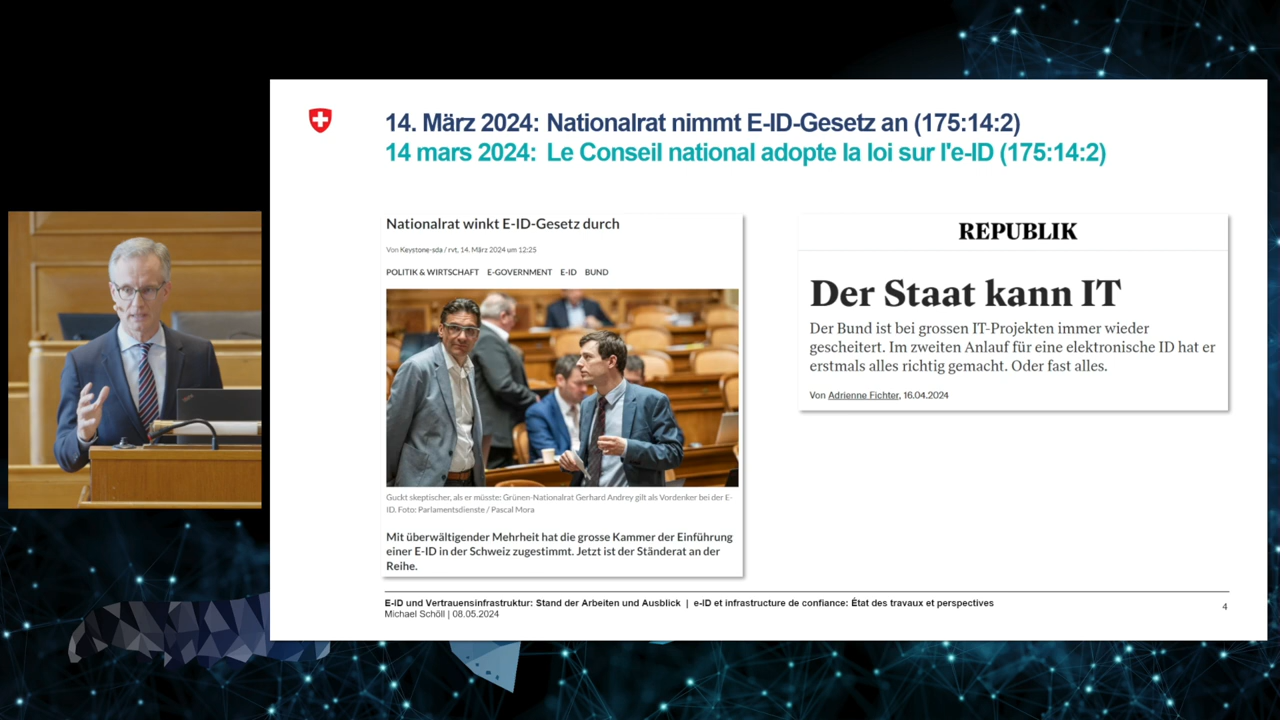 14. März 2024: Nationalrat nimmt E-ID-Gesetz an (175:14:2)
14 mars 2024: Le Conseil national adopte la loi sur l'e-ID (175:14:2)
Nationalrat winkt E-ID-Gesetz durch
Von Keystone-sda / rvt, 14. März 2024 um 12:25
POLITIK & WIRTSCHAFT E-GOVERNMENT E-ID BUND
Guckt skeptischer, als er müsste: Grünen-Nationalrat Gerhard Andrey gilt als Vordenker bei der E-
ID. Foto: Parlamentsdienste / Pascal Mora
Mit überwältigender Mehrheit hat die grosse Kammer der Einführung
einer E-ID in der Schweiz zugestimmt. Jetzt ist der Ständerat an der
Reihe.
REPUBLIK
Der Staat kann IT
Der Bund ist bei grossen IT-Projekten immer wieder
gescheitert. Im zweiten Anlauf für eine elektronische ID hat er
erstmals alles richtig gemacht. Oder fast alles.
Von Adrienne Fichter, 16.04.2024
E-ID und Vertrauensinfrastruktur: Stand der Arbeiten und Ausblick | e-ID et infrastructure de confiance: État des travaux et perspectives
Michael Schöll | 08.05.2024
4